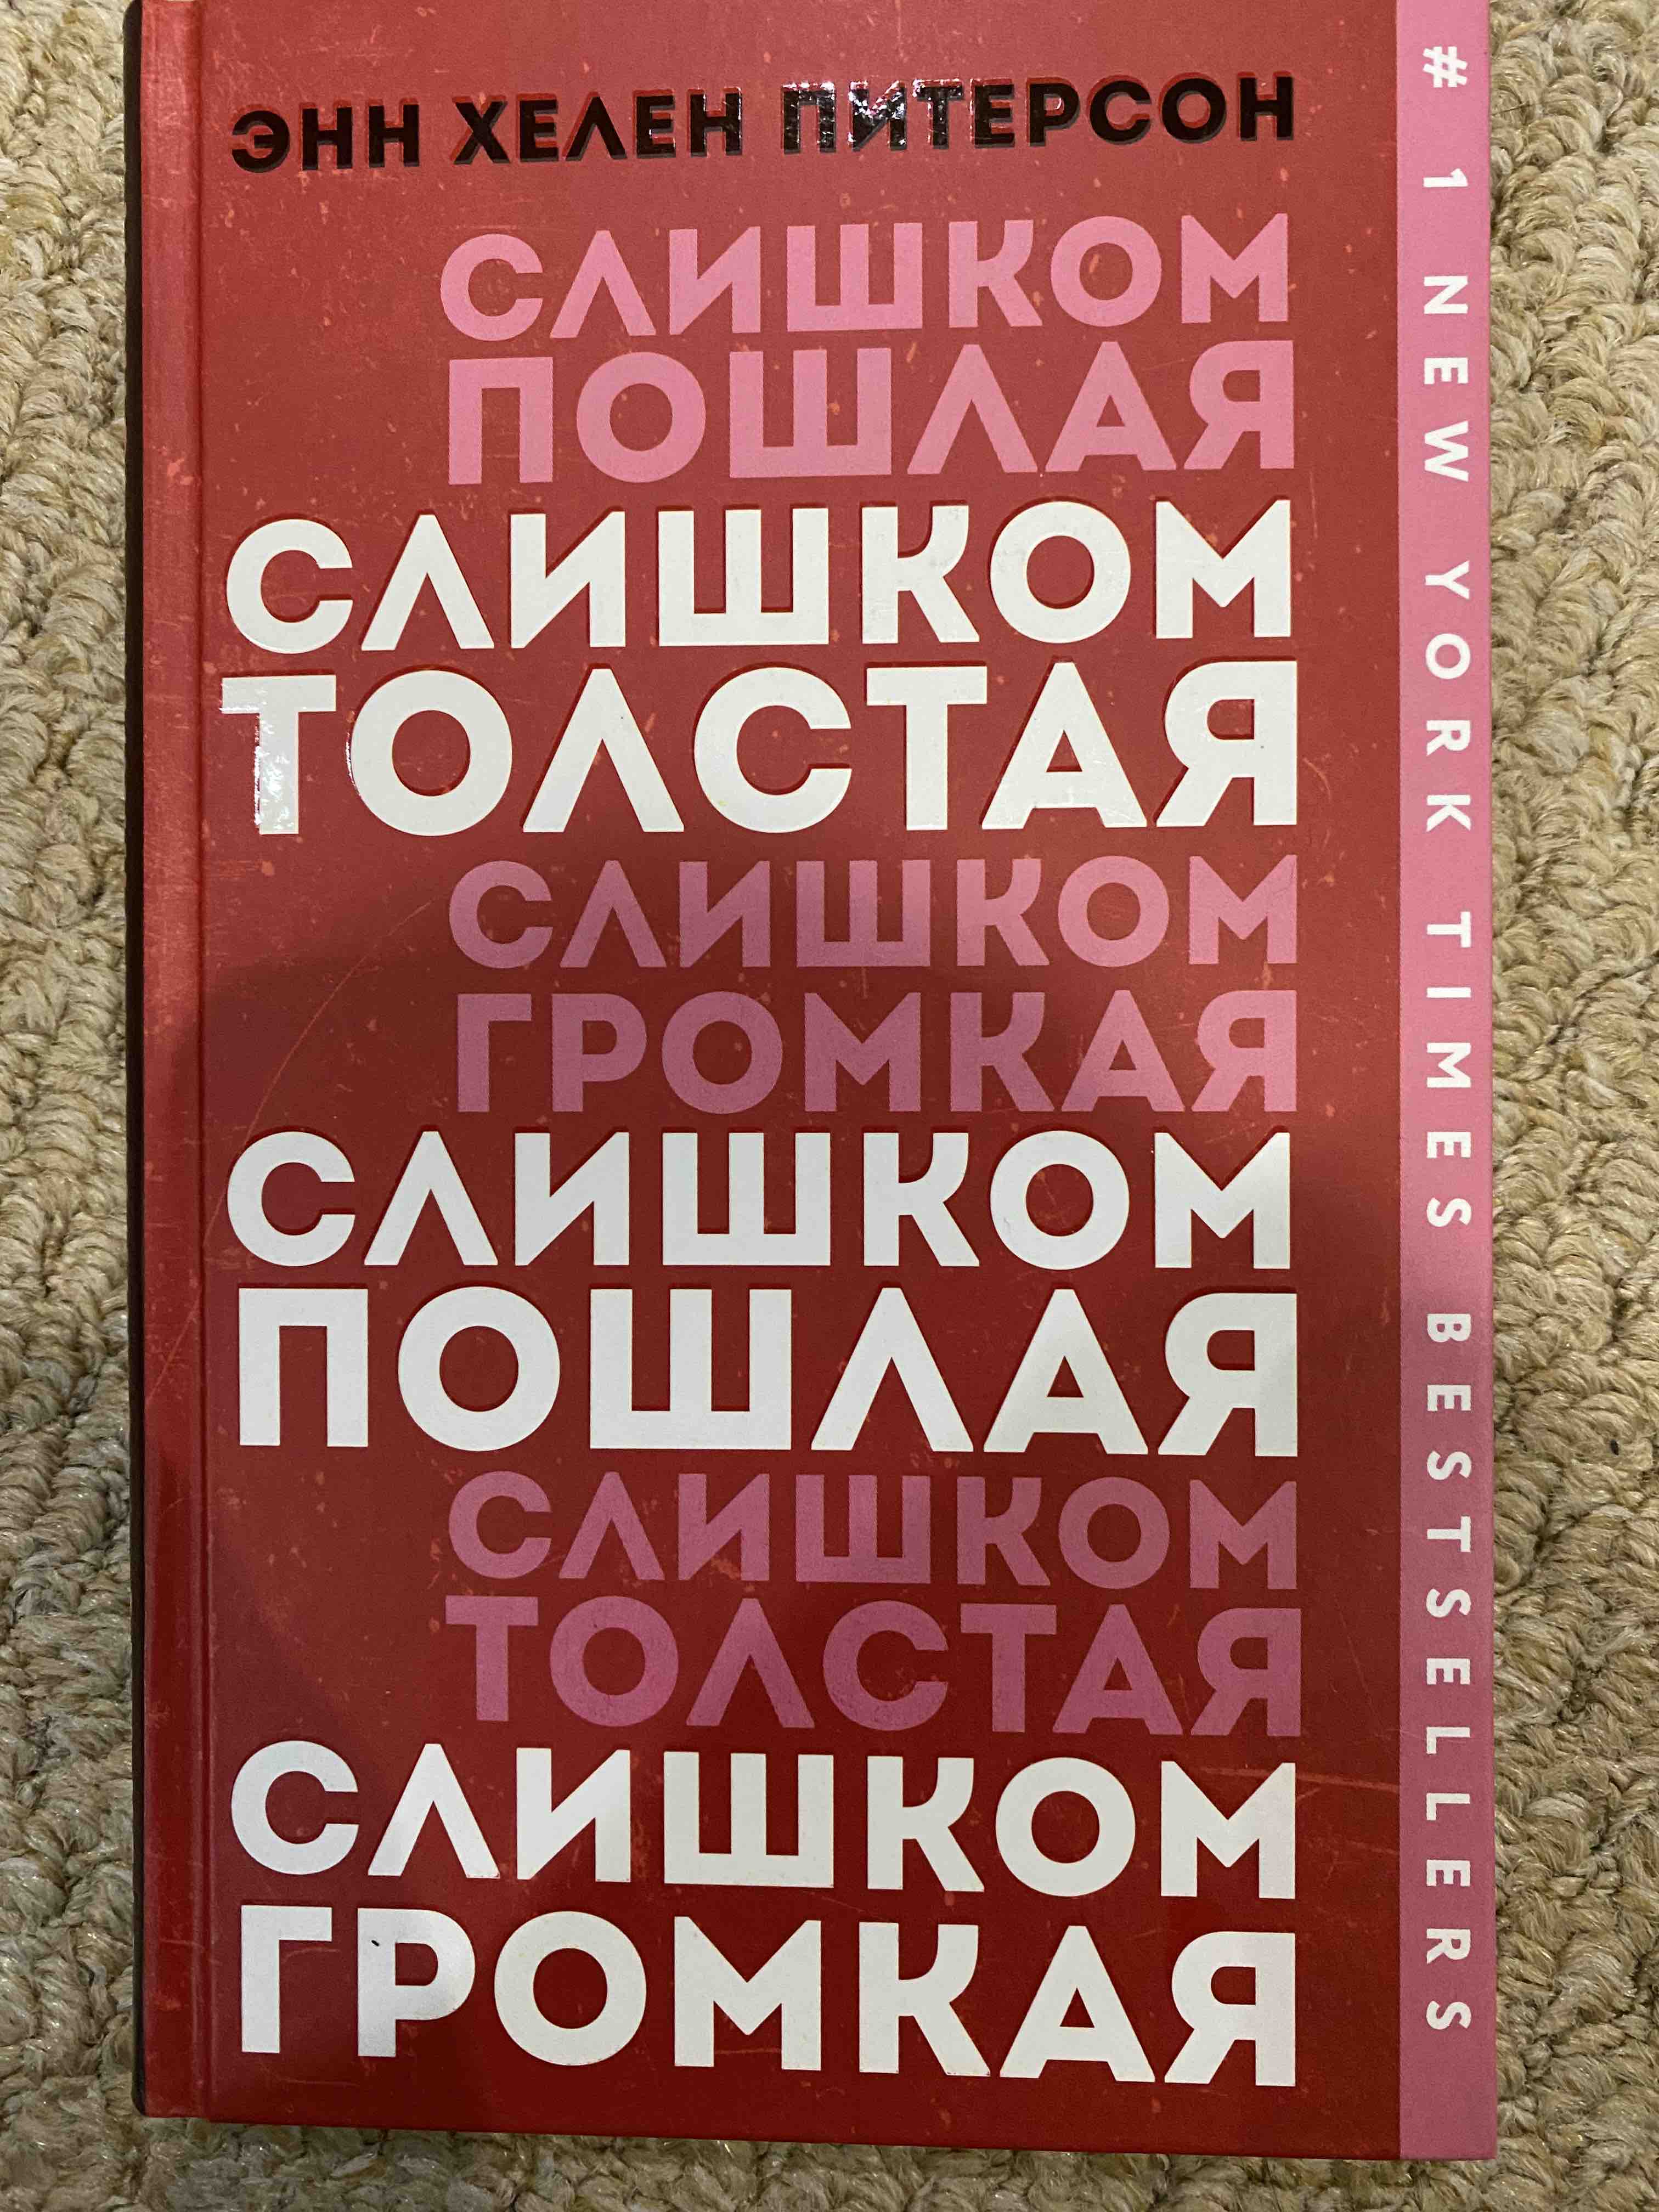 ЭНН ХЕЛЕН ПИТЕРСОН
СЛИШКОМ
ПОШЛАЯ
СЛИШКОМ
ТОЛСТАЯ
СЛИШКОМ
ГРОМКАЯ
СЛИШКОМ
ПОШЛАЯ
СЛИШКОМ
ТОЛСТАЯ
СЛИШКОМ
ГРОМКАЯ
# 1 NEW YORK TIMES BESTSELLERS